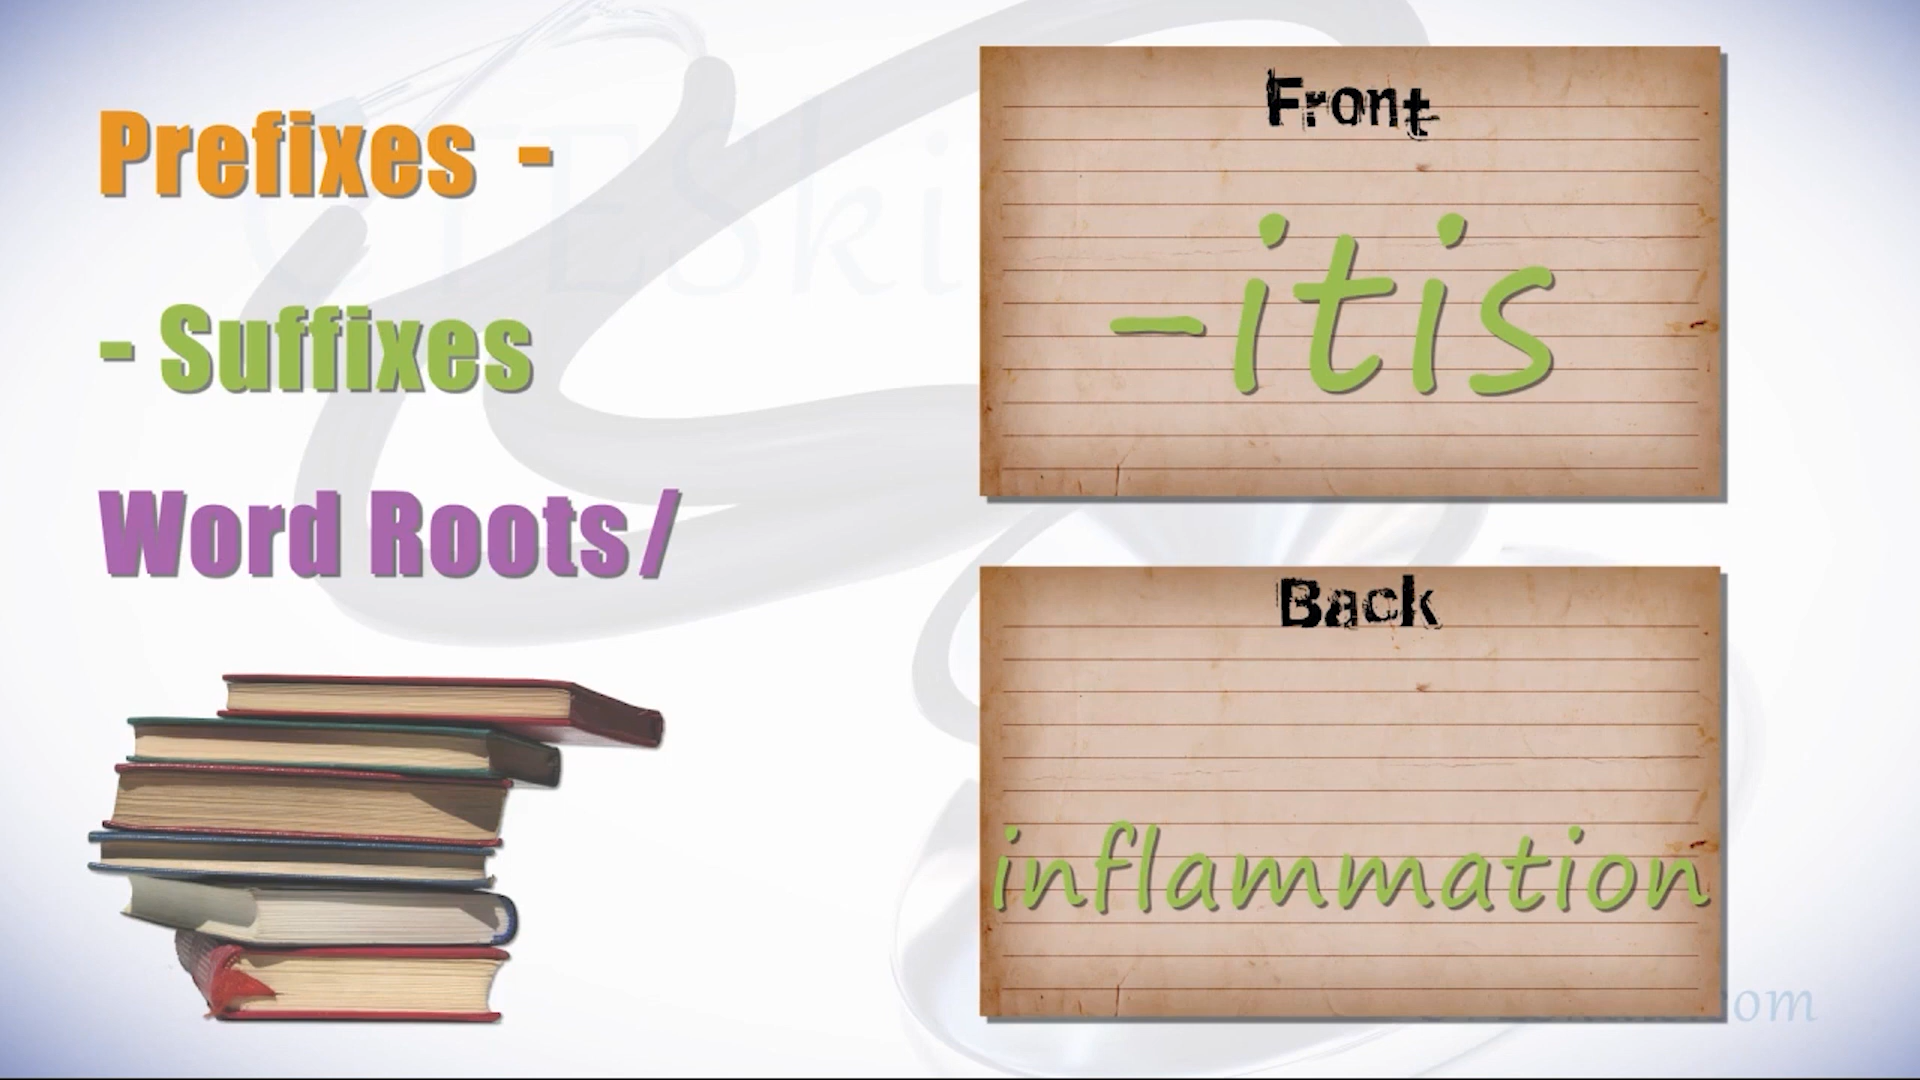 Prefixes -
- Suffixes
Word Roots/
Front
-itis
Back
inflammation